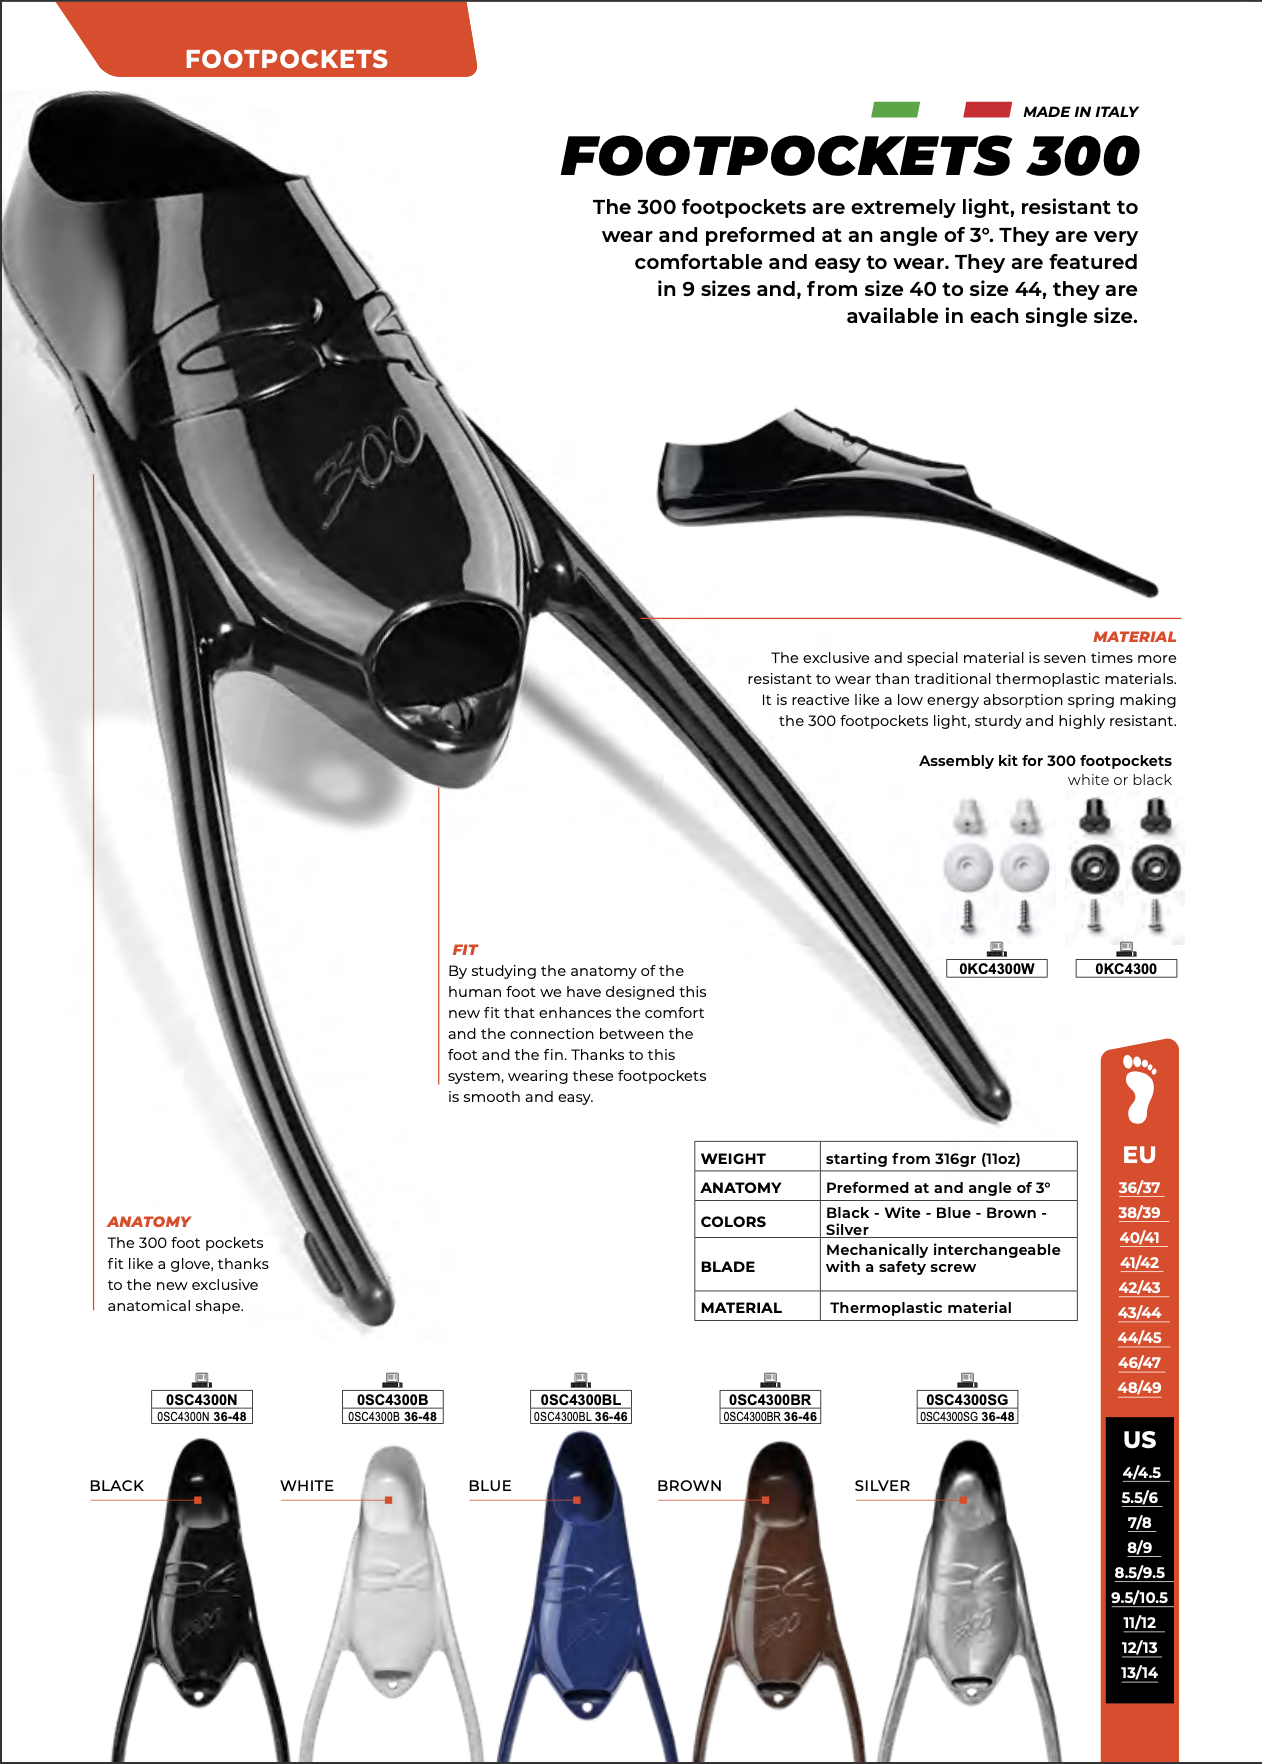 FOOTPOCKETS
MADE IN ITALY
FOOTPOCKETS 300
The 300 footpockets are extremely light, resistant to
wear and preformed at an angle of 3°. They are very
comfortable and easy to wear. They are featured
in 9 sizes and, from size 40 to size 44, they are
available in each single size.
300
MATERIAL
The exclusive and special material is seven times more
resistant to wear than traditional thermoplastic materials.
It is reactive like a low energy absorption spring making
the 300 footpockets light, sturdy and highly resistant.
Assembly kit for 300 footpockets
white or black
0KC4300W
0KC4300
FIT
By studying the anatomy of the
human foot we have designed this
new fit that enhances the comfort
and the connection between the
foot and the fin. Thanks to this
system, wearing these footpockets
is smooth and easy.
ANATOMY
The 300 foot pockets
fit like a glove, thanks
to the new exclusive
anatomical shape.
WEIGHT
starting from 316gr (11oz)
ANATOMY
Preformed at and angle of 3°
COLORS
Black - Wite - Blue - Brown -
Silver
BLADE
Mechanically interchangeable
with a safety screw
MATERIAL
Thermoplastic material
EU
36/37
38/39
40/41
41/42
42/43
43/44
44/45
46/47
48/49
US
4/4.5
5.5/6
7/8
8/9
8.5/9.5
9.5/10.5
11/12
12/13
13/14
0SC4300N
0SC4300N 36-48
BLACK
300
0SC4300B
0SC4300B 36-48
WHITE
300
0SC4300BL
0SC4300BL 36-46
BLUE
300
0SC4300BR
0SC4300BR 36-46
BROWN
300
0SC4300SG
0SC4300SG 36-48
SILVER
300